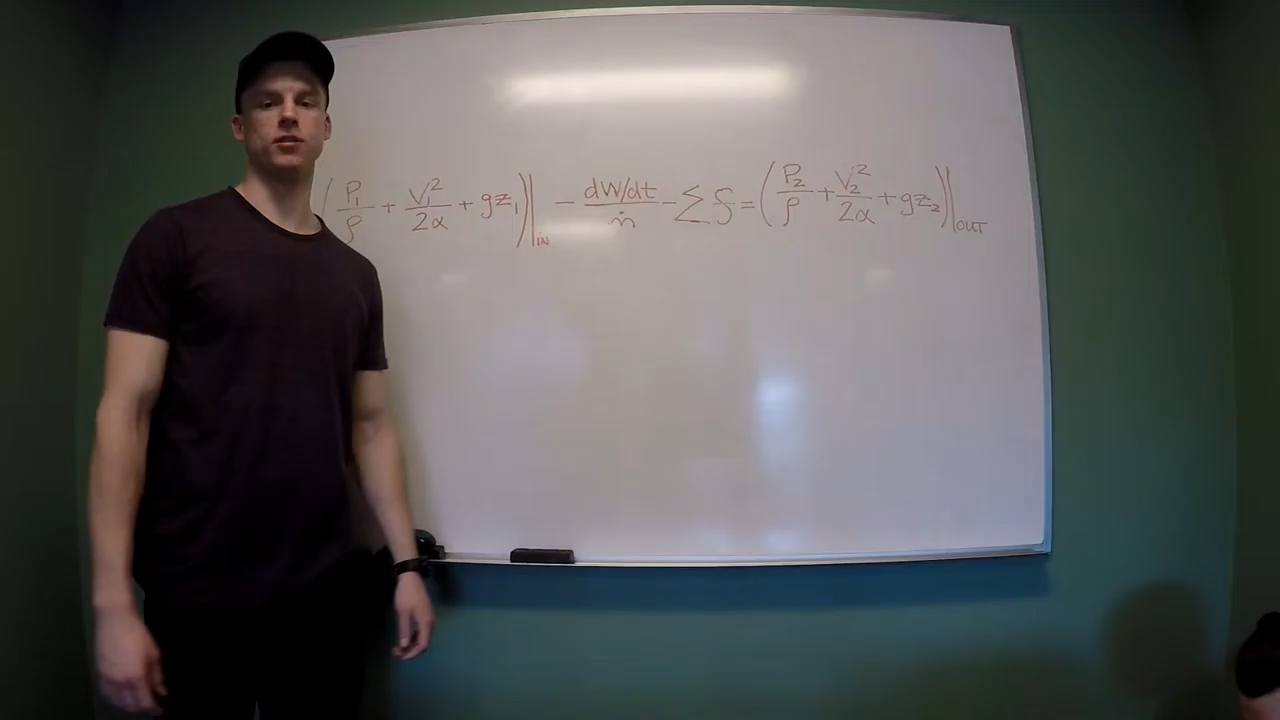 (P₁/ρ + V₁²/2α + gz₁)|IN − (dW/dt)/ṁ − ∑f = (P₂/ρ + V₂²/2α + gz₂)|OUT